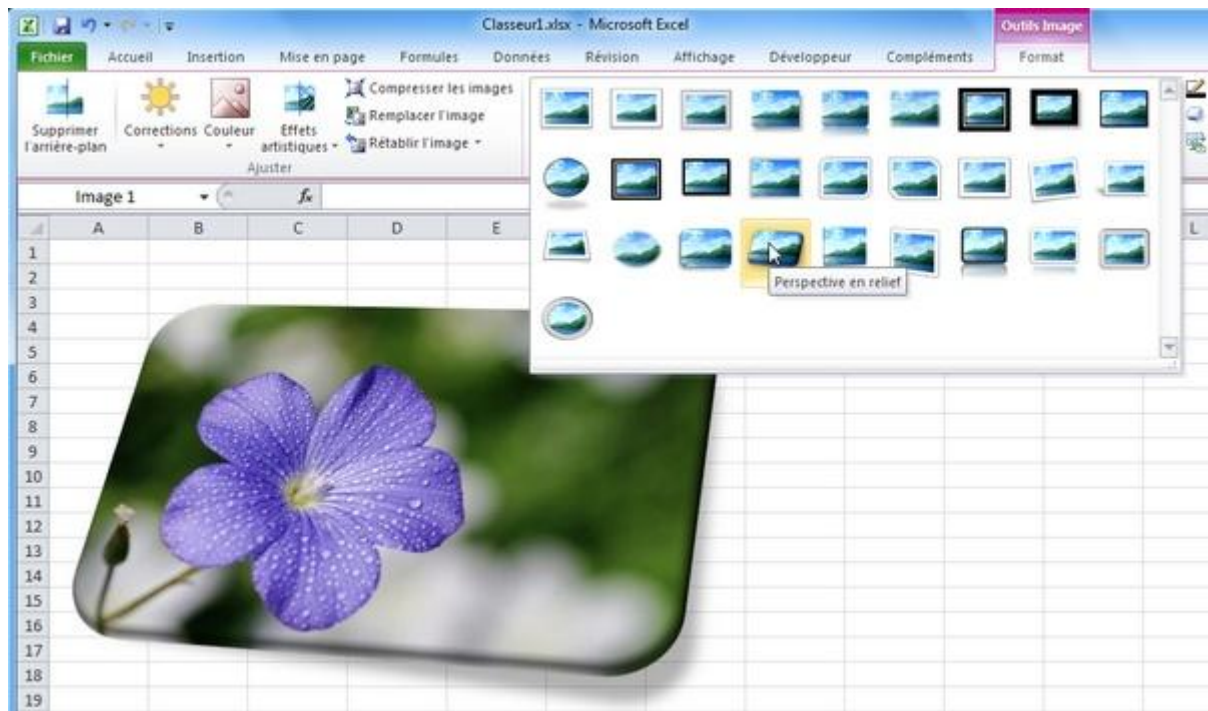 Classeur1.xlsx - Microsoft Excel
Outils Image
Fichier Accueil Insertion Mise en page Formules Données Révision Affichage Développeur Compléments Format
Supprimer l'arrière-plan
Corrections
Couleur
Effets artistiques
Compresser les images
Remplacer l'image
Rétablir l'image
Ajuster
Image 1
fx
A B C D E L
1
2
3
4
5
6
7
8
9
10
11
12
13
14
15
16
17
18
19
Perspective en relief